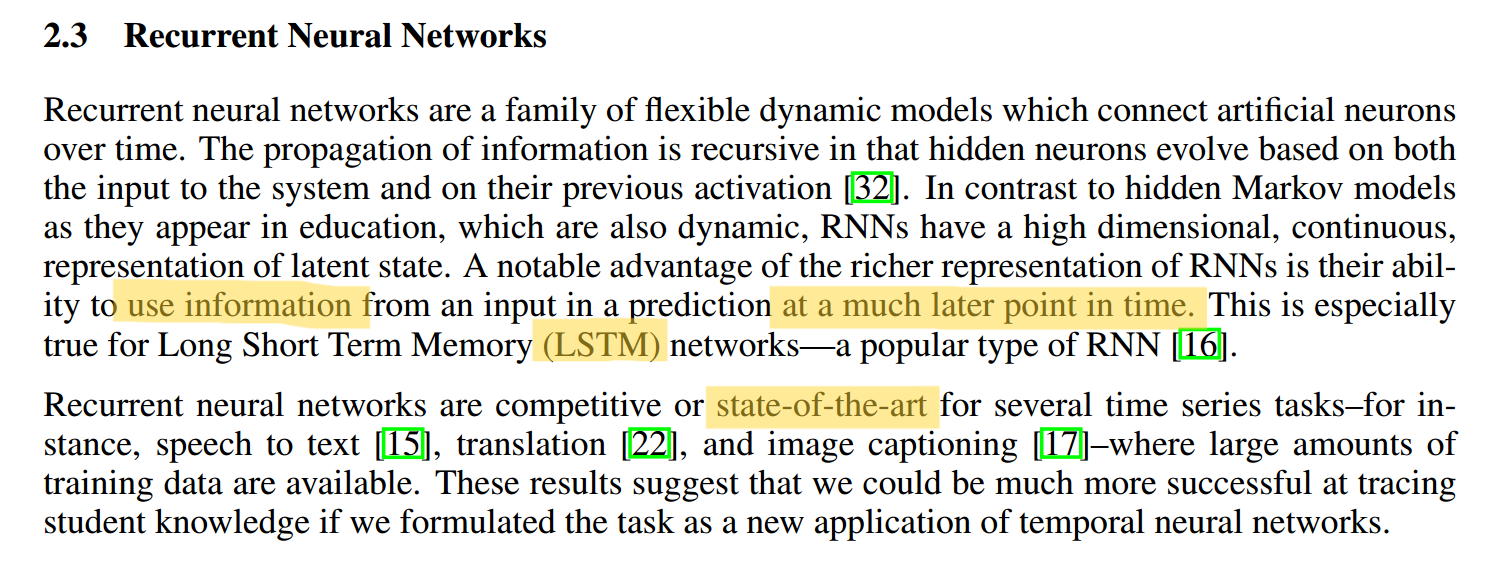 2.3 Recurrent Neural Networks
Recurrent neural networks are a family of flexible dynamic models which connect artificial neurons
over time. The propagation of information is recursive in that hidden neurons evolve based on both
the input to the system and on their previous activation [32]. In contrast to hidden Markov models
as they appear in education, which are also dynamic, RNNs have a high dimensional, continuous,
representation of latent state. A notable advantage of the richer representation of RNNs is their abil-
ity to use information from an input in a prediction at a much later point in time. This is especially
true for Long Short Term Memory (LSTM) networks—a popular type of RNN [16].
Recurrent neural networks are competitive or state-of-the-art for several time series tasks–for in-
stance, speech to text [15], translation [22], and image captioning [17]–where large amounts of
training data are available. These results suggest that we could be much more successful at tracing
student knowledge if we formulated the task as a new application of temporal neural networks.